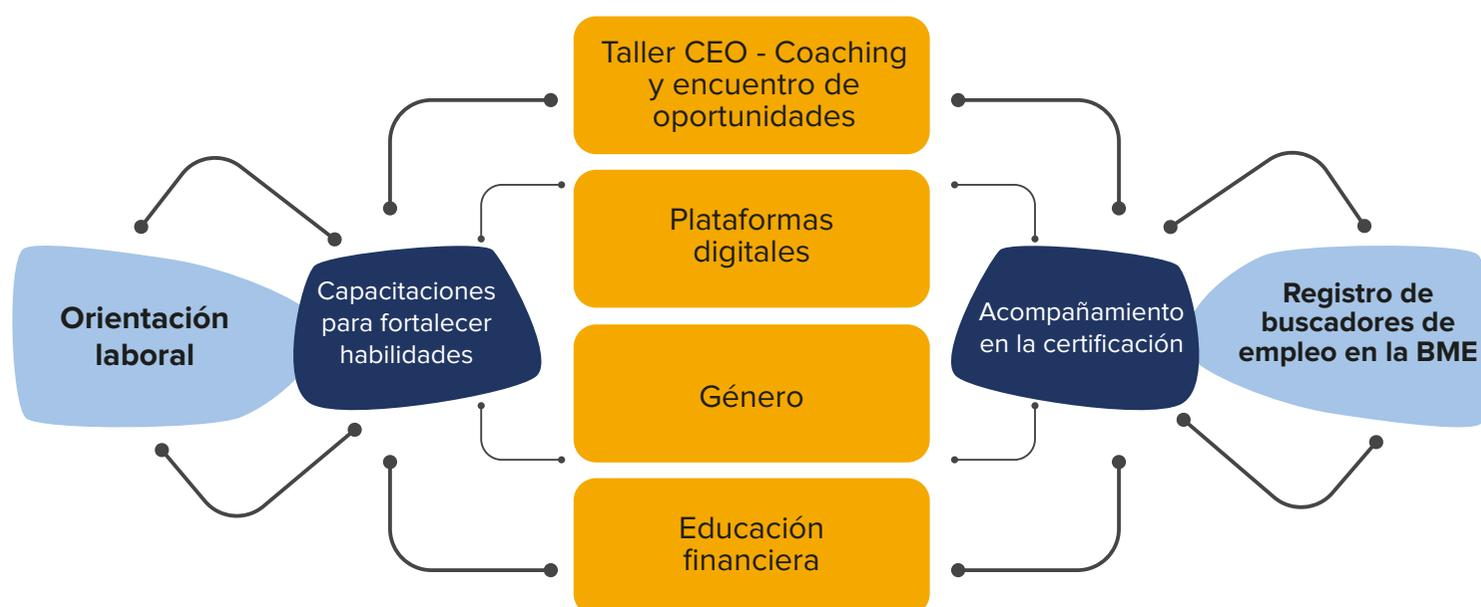 Orientación
laboral
Capacitaciones
para fortalecer
habilidades
Taller CEO - Coaching
y encuentro de
oportunidades
Plataformas
digitales
Género
Educación
financiera
Acompañamiento
en la certificación
Registro de
buscadores de
empleo en la BME